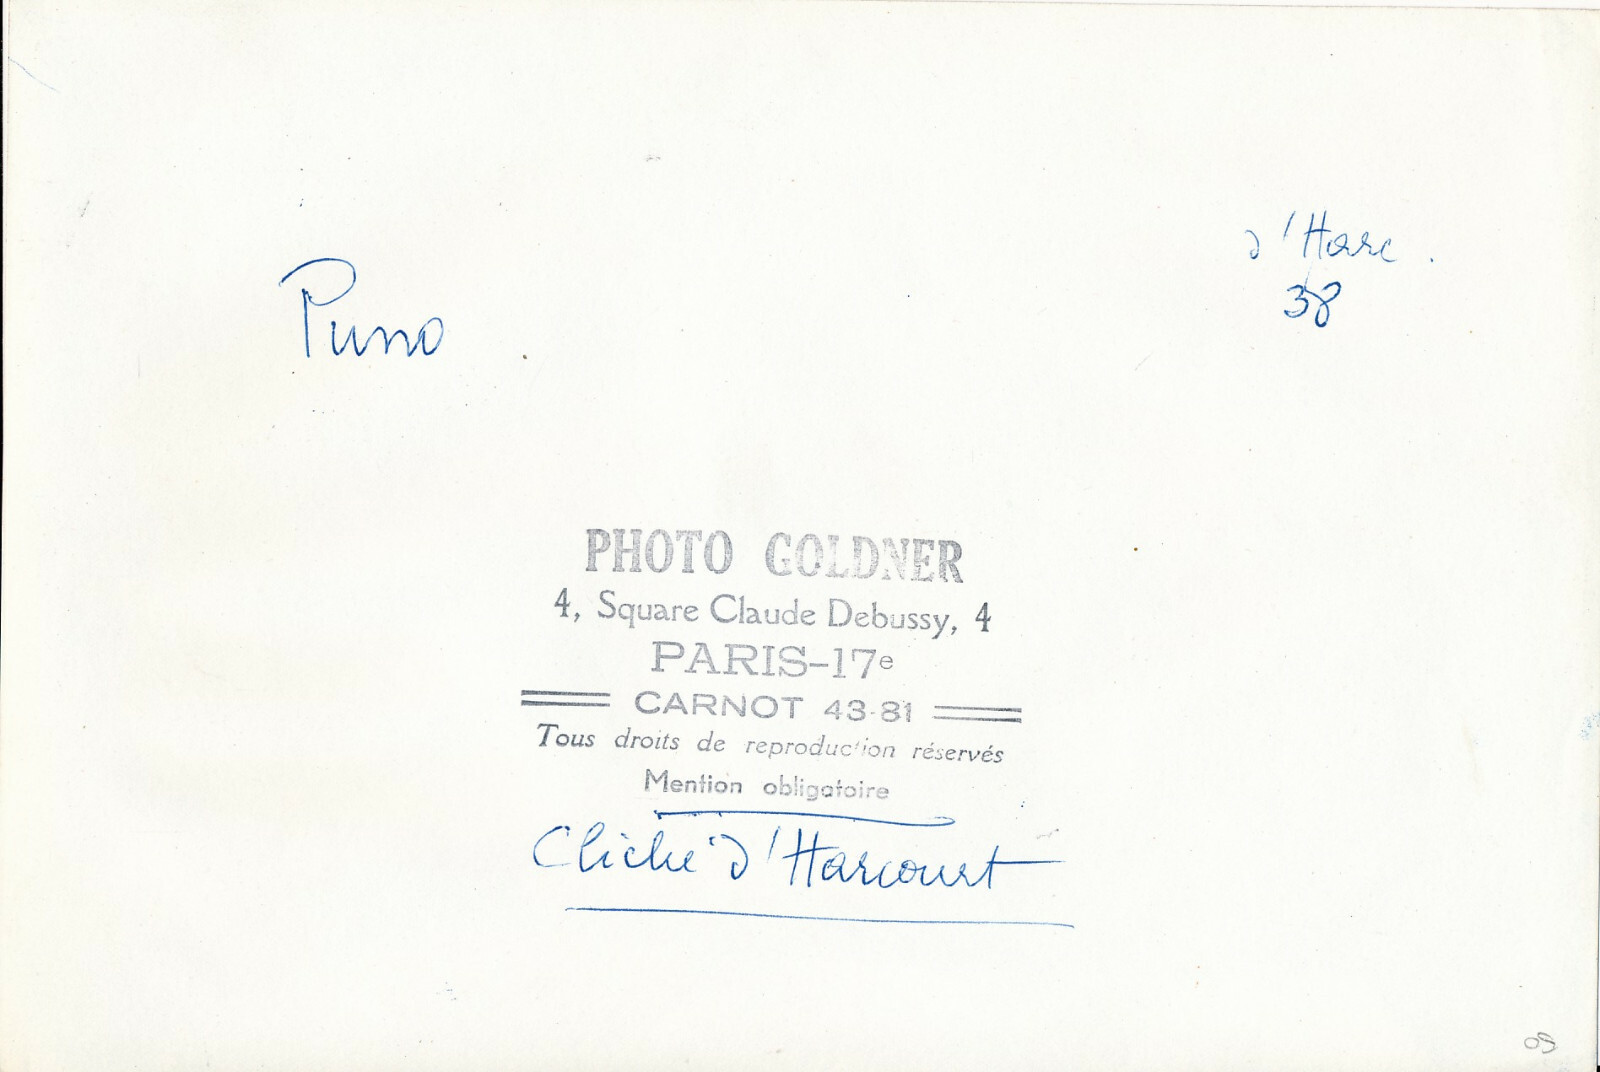 d'Harc.
38
Puno
PHOTO GOLDNER
4, Square Claude Debussy, 4
PARIS-17e
CARNOT 43-81
Tous droits de reproduction réservés
Mention obligatoire
Cliché d'Harcourt